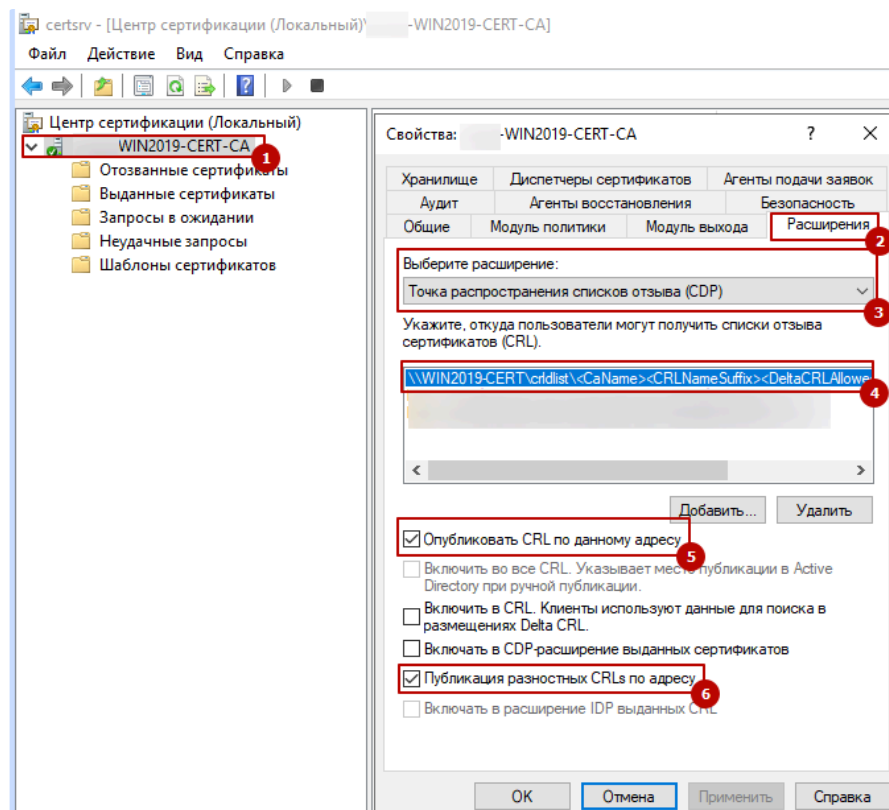 certsrv - [Центр сертификации (Локальный)\ -WIN2019-CERT-CA]
Файл Действие Вид Справка
Центр сертификации (Локальный)
WIN2019-CERT-CA
1
Отозванные сертификаты
Выданные сертификаты
Запросы в ожидании
Неудачные запросы
Шаблоны сертификатов
Свойства: -WIN2019-CERT-CA ?
Хранилище Диспетчеры сертификатов Агенты подачи заявок
Аудит Агенты восстановления Безопасность
Общие Модуль политики Модуль выхода Расширения
2
Выберите расширение:
Точка распространения списков отзыва (CDP)
3
Укажите, откуда пользователи могут получить списки отзыва
сертификатов (CRL).
\\WIN2019-CERT\crldlist\<CaName><CRLNameSuffix><DeltaCRLAllowe
4
Добавить... Удалить
Опубликовать CRL по данному адресу
5
Включить во все CRL. Указывает место публикации в Active
Directory при ручной публикации.
Включить в CRL. Клиенты используют данные для поиска в
размещениях Delta CRL.
Включать в CDP-расширение выданных сертификатов
Публикация разностных CRLs по адресу
6
Включать в расширение IDP выданных CRL
OK Отмена Применить Справка